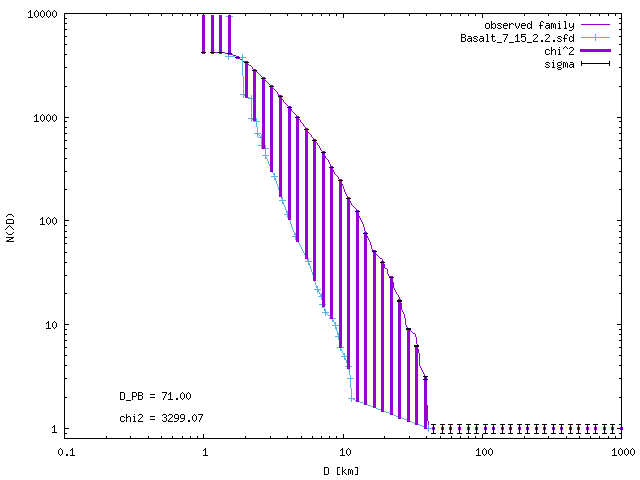 10000
1000
100
10
1
N(>D)
observed family
Basalt_7_15_2.2.sfd
chi^2
sigma
D_PB = 71.00
chi2 = 3299.07
0.1 1 10 100 1000
D [km]